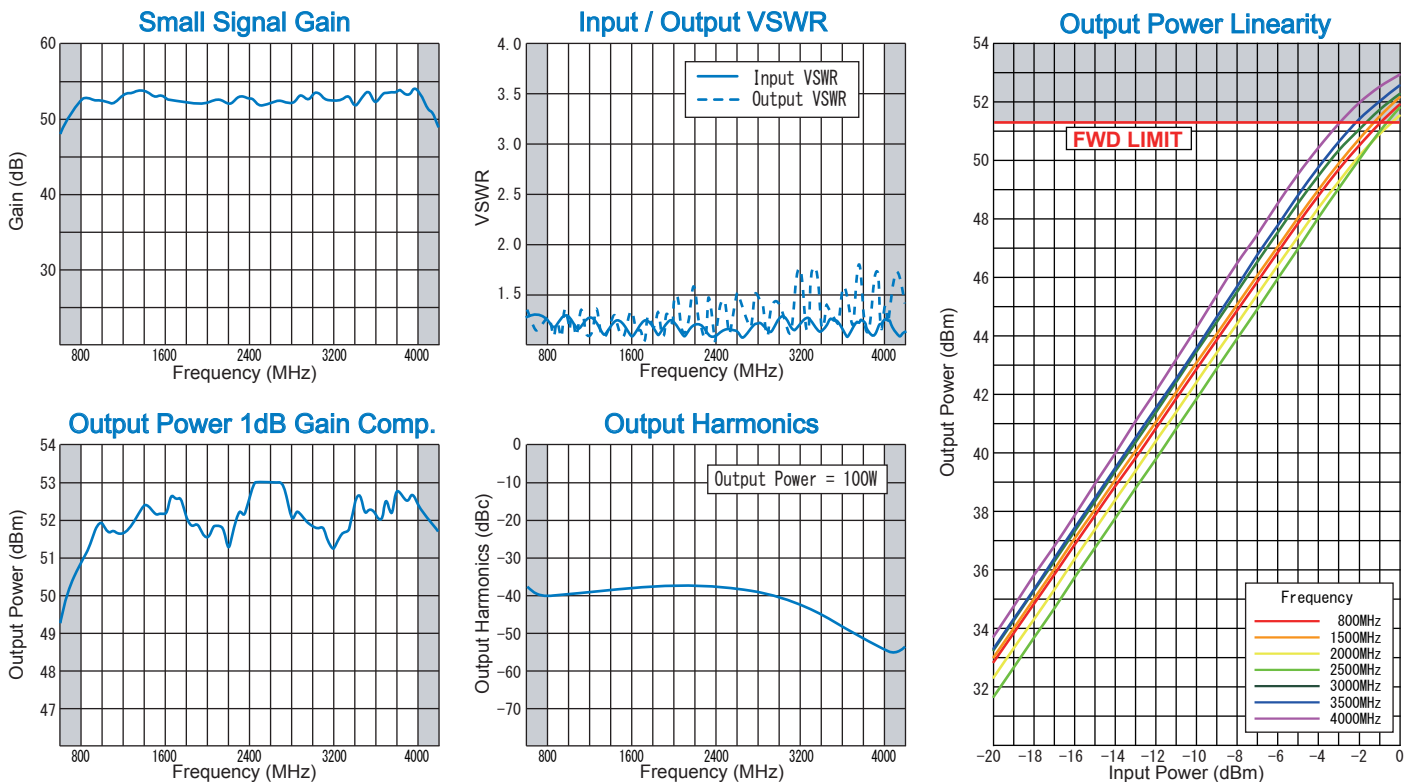 Small Signal Gain
60
50
40
30
Gain (dB)
800 1600 2400 3200 4000
Frequency (MHz)
Input / Output VSWR
4.0
3.5
3.0
2.5
2.0
1.5
VSWR
Input VSWR
Output VSWR
800 1600 2400 3200 4000
Frequency (MHz)
Output Power 1dB Gain Comp.
54
53
52
51
50
49
48
47
Output Power (dBm)
800 1600 2400 3200 4000
Frequency (MHz)
Output Harmonics
0
-10
-20
-30
-40
-50
-60
-70
Output Harmonics (dBc)
Output Power = 100W
800 1600 2400 3200 4000
Frequency (MHz)
Output Power Linearity
54
52
50
48
46
44
42
40
38
36
34
32
Output Power (dBm)
FWD LIMIT
Frequency
800MHz
1500MHz
2000MHz
2500MHz
3000MHz
3500MHz
4000MHz
-20 -18 -16 -14 -12 -10 -8 -6 -4 -2 0
Input Power (dBm)